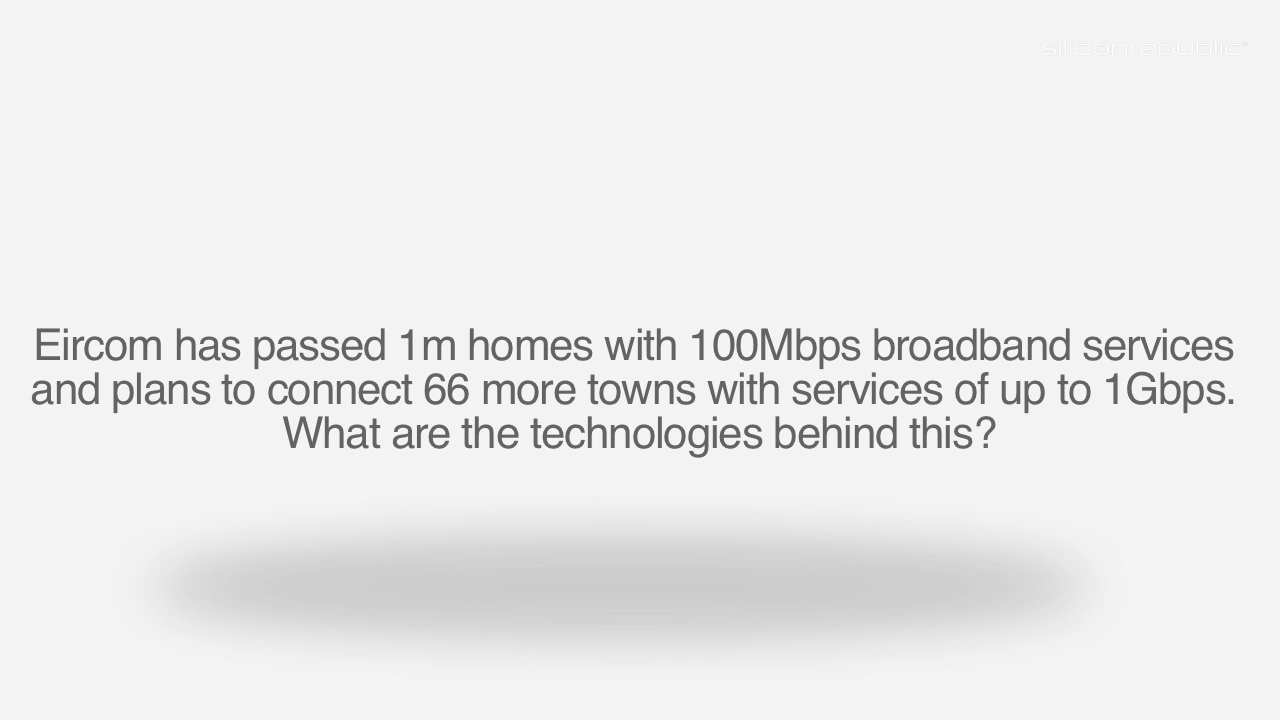 siliconrepublic
Eircom has passed 1m homes with 100Mbps broadband services
and plans to connect 66 more towns with services of up to 1Gbps.
What are the technologies behind this?